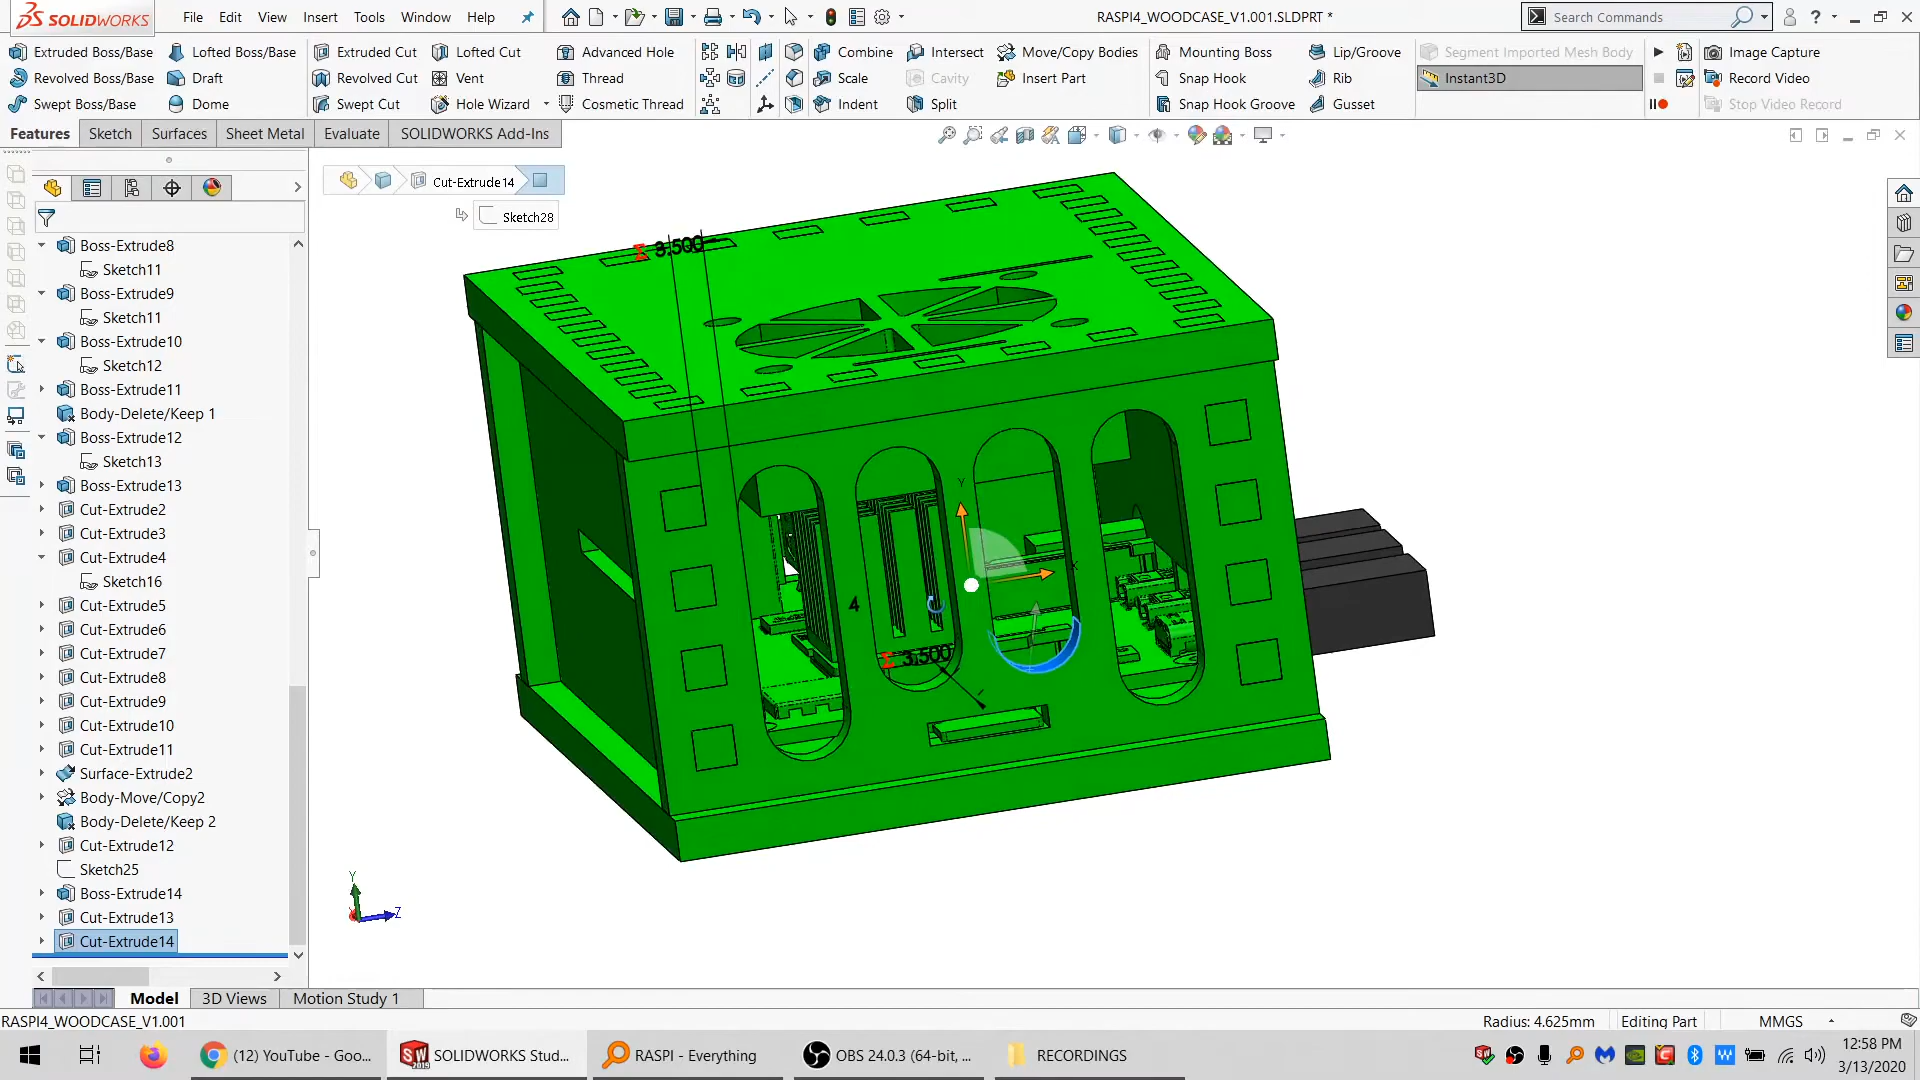 SOLIDWORKS
File Edit View Insert Tools Window Help
RASPI4_WOODCASE_V1.001.SLDPRT *
Search Commands
Extruded Boss/Base
Lofted Boss/Base
Extruded Cut
Lofted Cut
Advanced Hole
Combine
Intersect
Move/Copy Bodies
Mounting Boss
Lip/Groove
Segment Imported Mesh Body
Image Capture
Revolved Boss/Base
Draft
Revolved Cut
Vent
Thread
Scale
Cavity
Insert Part
Snap Hook
Rib
Instant3D
Record Video
Swept Boss/Base
Dome
Swept Cut
Hole Wizard
Cosmetic Thread
Indent
Split
Snap Hook Groove
Gusset
Stop Video Record
Features
Sketch
Surfaces
Sheet Metal
Evaluate
SOLIDWORKS Add-Ins
Cut-Extrude14
Sketch28
Boss-Extrude8
Sketch11
Boss-Extrude9
Sketch11
Boss-Extrude10
Sketch12
Boss-Extrude11
Body-Delete/Keep 1
Boss-Extrude12
Sketch13
Boss-Extrude13
Cut-Extrude2
Cut-Extrude3
Cut-Extrude4
Sketch16
Cut-Extrude5
Cut-Extrude6
Cut-Extrude7
Cut-Extrude8
Cut-Extrude9
Cut-Extrude10
Cut-Extrude11
Surface-Extrude2
Body-Move/Copy2
Body-Delete/Keep 2
Cut-Extrude12
Sketch25
Boss-Extrude14
Cut-Extrude13
Cut-Extrude14
Σ 3.500
Y
X
4
Σ 3.500
Y
Z
Model
3D Views
Motion Study 1
RASPI4_WOODCASE_V1.001
Radius: 4.625mm
Editing Part
MMGS
(12) YouTube - Goo...
SOLIDWORKS Stud...
RASPI - Everything
OBS 24.0.3 (64-bit, ...
RECORDINGS
12:58 PM
3/13/2020